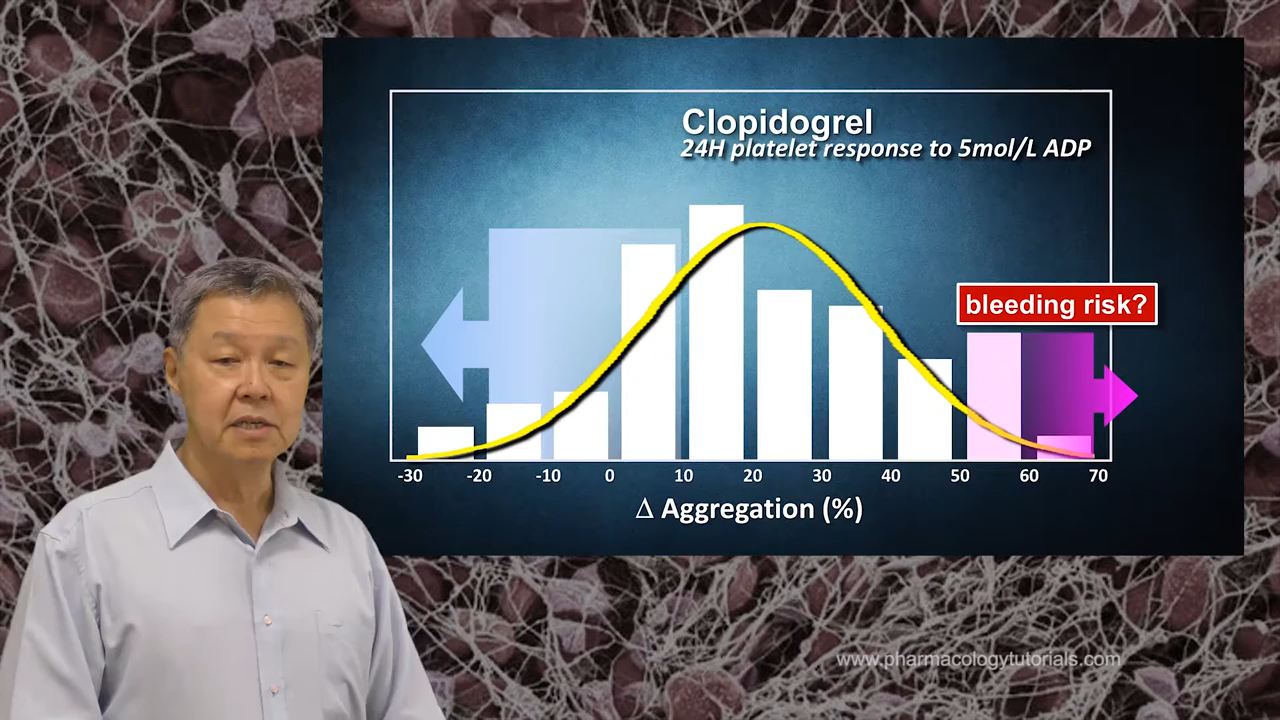 Clopidogrel
24H platelet response to 5mol/L ADP
bleeding risk?
-30 -20 -10 0 10 20 30 40 50 60 70
Δ Aggregation (%)
www.pharmacologytutorials.com